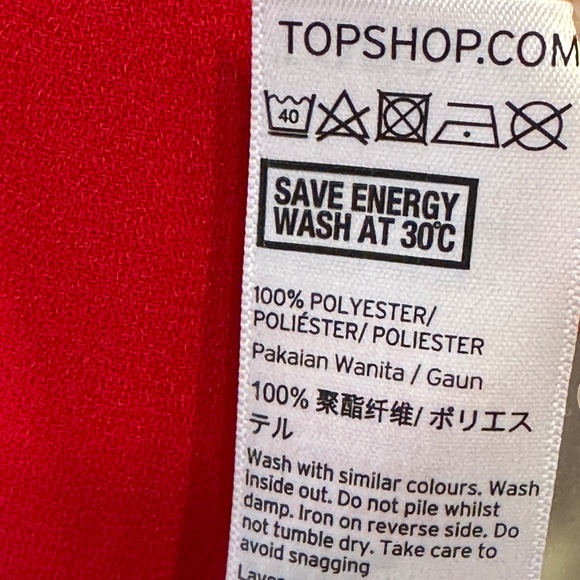 TOPSHOP.COM
40
SAVE ENERGY
WASH AT 30°C
100% POLYESTER/
POLIÉSTER/ POLIESTER
Pakaian Wanita / Gaun
100% 聚酯纤维/ ポリエス
テル
Wash with similar colours. Wash
inside out. Do not pile whilst
damp. Iron on reverse side. Do
not tumble dry. Take care to
avoid snagging